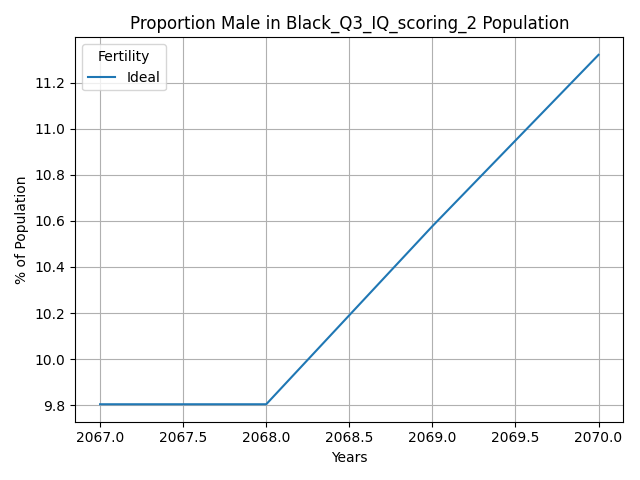 Proportion Male in Black_Q3_IQ_scoring_2 Population
Fertility
Ideal
% of Population
11.2
11.0
10.8
10.6
10.4
10.2
10.0
9.8
2067.0 2067.5 2068.0 2068.5 2069.0 2069.5 2070.0
Years